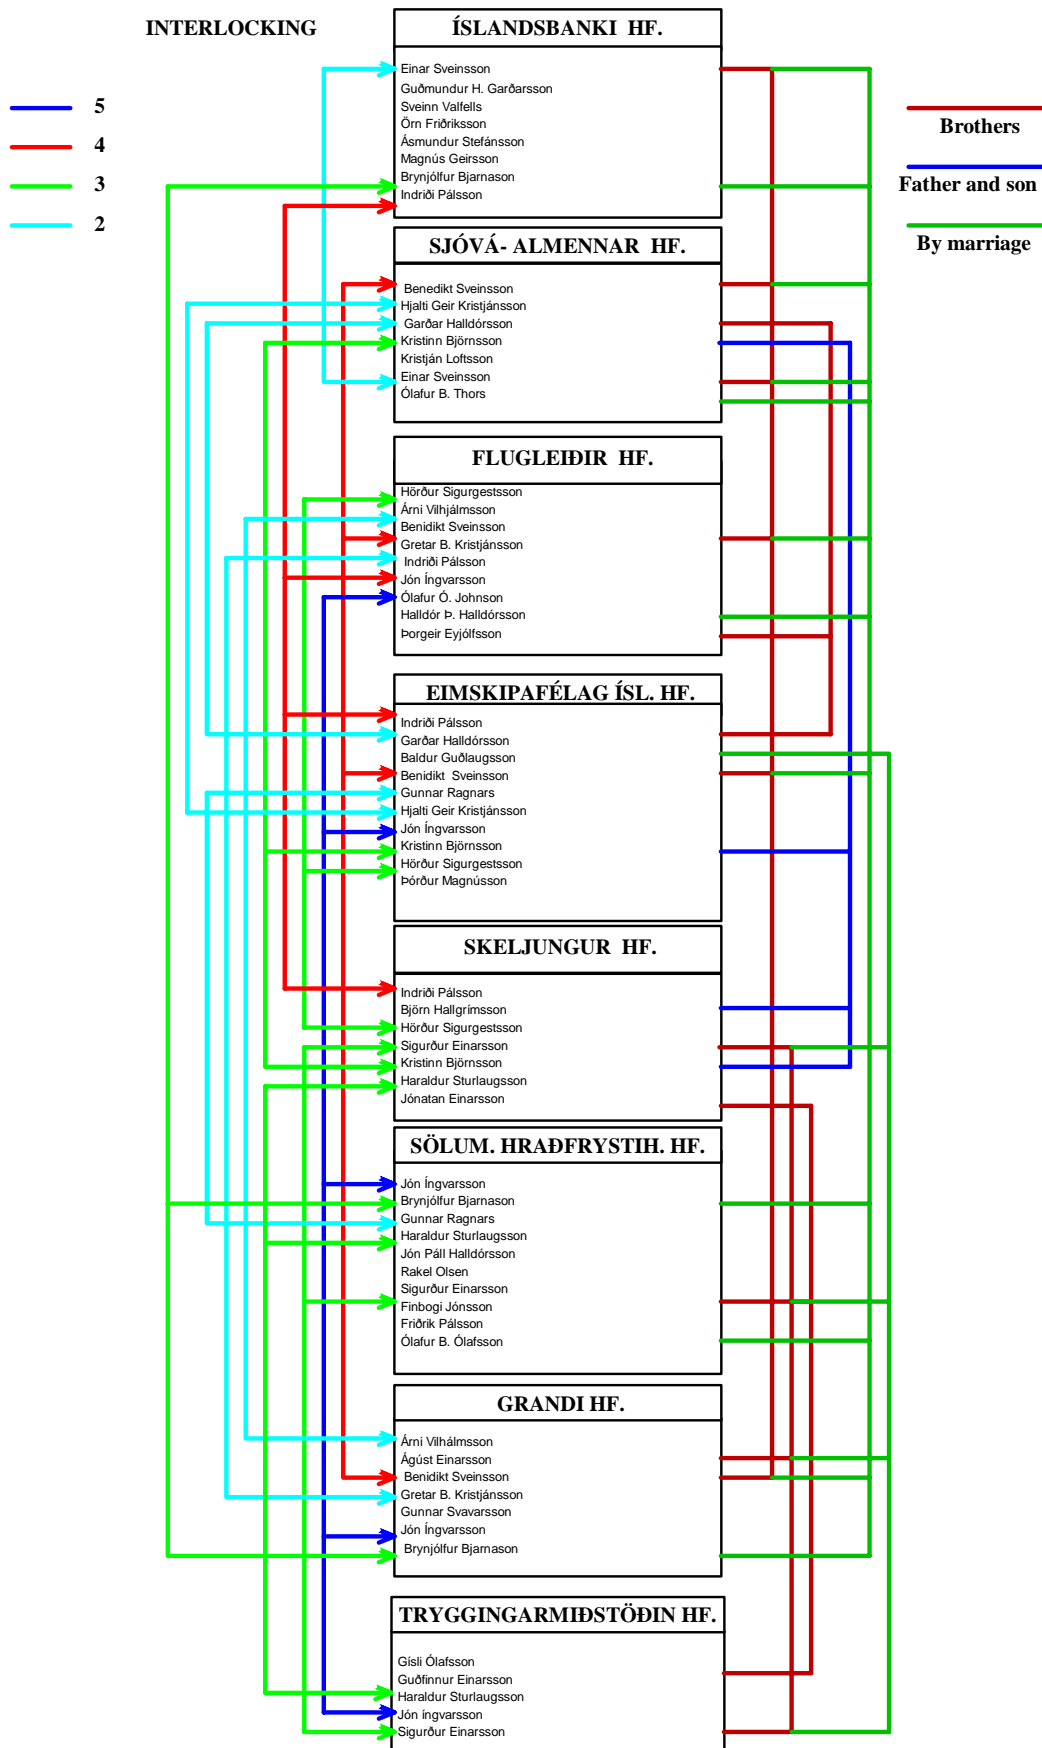 INTERLOCKING
5
4
3
2
Brothers
Father and son
By marriage
ÍSLANDSBANKI HF.
Einar Sveinsson
Guðmundur H. Garðarsson
Sveinn Valfells
Örn Friðriksson
Ásmundur Stefánsson
Magnús Geirsson
Brynjólfur Bjarnason
Indriði Pálsson
SJÓVÁ- ALMENNAR HF.
Benedikt Sveinsson
Hjalti Geir Kristjánsson
Garðar Halldórsson
Kristinn Björnsson
Kristján Loftsson
Einar Sveinsson
Ólafur B. Thors
FLUGLEIÐIR HF.
Hörður Sigurgestsson
Árni Vilhjálmsson
Benidikt Sveinsson
Gretar B. Kristjánsson
Indriði Pálsson
Jón Íngvarsson
Ólafur Ó. Johnson
Halldór Þ. Halldórsson
Þorgeir Eyjólfsson
EIMSKIPAFÉLAG ÍSL. HF.
Indriði Pálsson
Garðar Halldórsson
Baldur Guðlaugsson
Benidikt Sveinsson
Gunnar Ragnars
Hjalti Geir Kristjánsson
Jón Íngvarsson
Kristinn Björnsson
Hörður Sigurgestsson
Þórður Magnússon
SKELJUNGUR HF.
Indriði Pálsson
Björn Hallgrímsson
Hörður Sigurgestsson
Sigurður Einarsson
Kristinn Björnsson
Haraldur Sturlaugsson
Jónatan Einarsson
SÖLUM. HRAÐFRYSTIH. HF.
Jón Íngvarsson
Brynjólfur Bjarnason
Gunnar Ragnars
Haraldur Sturlaugsson
Jón Páll Halldórsson
Rakel Olsen
Sigurður Einarsson
Finbogi Jónsson
Friðrik Pálsson
Ólafur B. Ólafsson
GRANDI HF.
Árni Vilhálmsson
Ágúst Einarsson
Benidikt Sveinsson
Gretar B. Kristjánsson
Gunnar Svavarsson
Jón Íngvarsson
Brynjólfur Bjarnason
TRYGGINGARMIÐSTÖÐIN HF.
Gísli Ólafsson
Guðfinnur Einarsson
Haraldur Sturlaugsson
Jón íngvarsson
Sigurður Einarsson